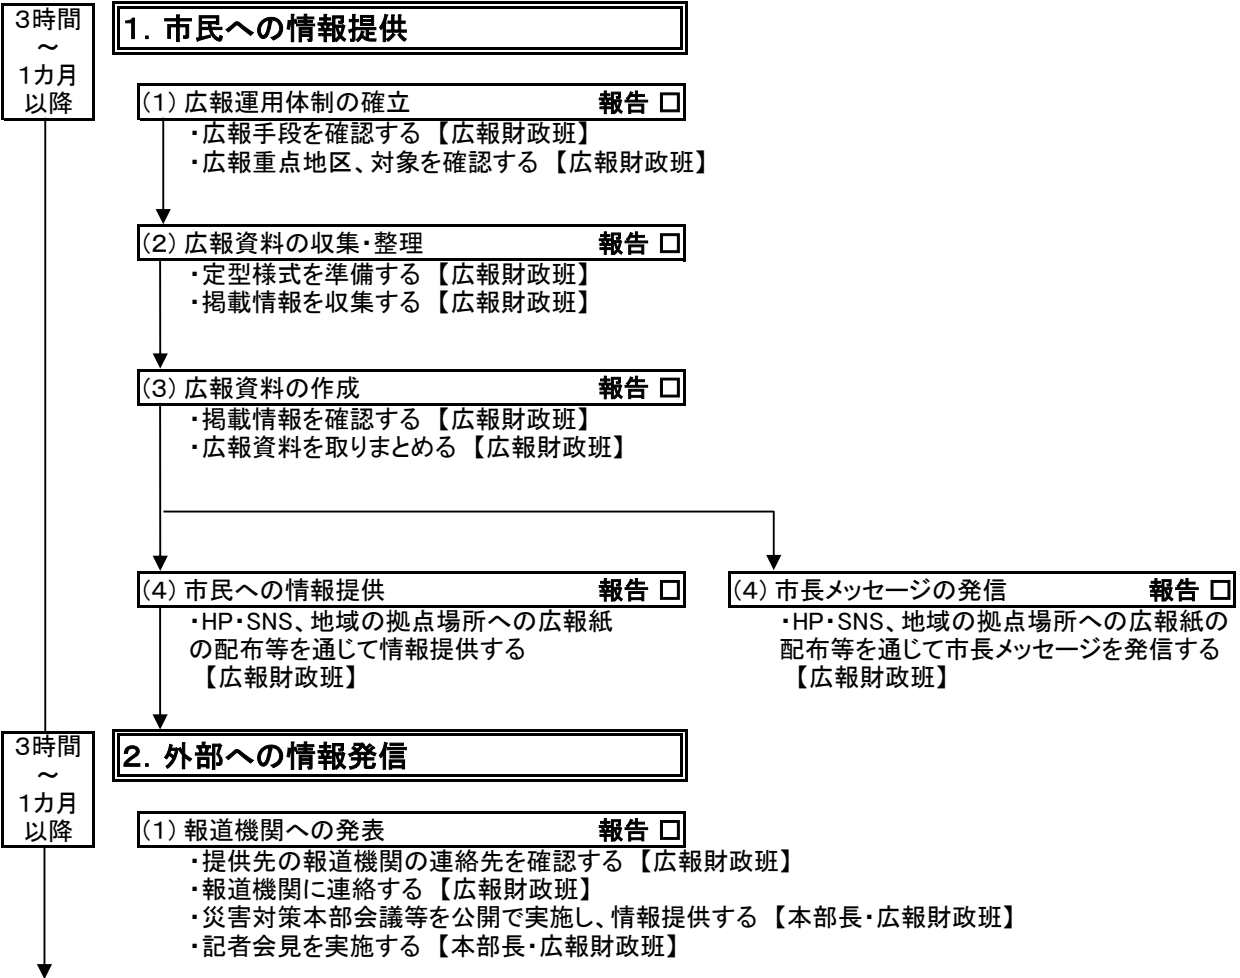 3時間
～
1カ月
以降
1．市民への情報提供
(1) 広報運用体制の確立 報告 □
・広報手段を確認する 【広報財政班】
・広報重点地区、対象を確認する 【広報財政班】
(2) 広報資料の収集・整理 報告 □
・定型様式を準備する 【広報財政班】
・掲載情報を収集する 【広報財政班】
(3) 広報資料の作成 報告 □
・掲載情報を確認する 【広報財政班】
・広報資料を取りまとめる 【広報財政班】
(4) 市民への情報提供 報告 □
・HP・SNS、地域の拠点場所への広報紙
の配布等を通じて情報提供する
【広報財政班】
(4) 市長メッセージの発信 報告 □
・HP・SNS、地域の拠点場所への広報紙の
配布等を通じて市長メッセージを発信する
【広報財政班】
3時間
～
1カ月
以降
2．外部への情報発信
(1) 報道機関への発表 報告 □
・提供先の報道機関の連絡先を確認する 【広報財政班】
・報道機関に連絡する 【広報財政班】
・災害対策本部会議等を公開で実施し、情報提供する 【本部長・広報財政班】
・記者会見を実施する 【本部長・広報財政班】